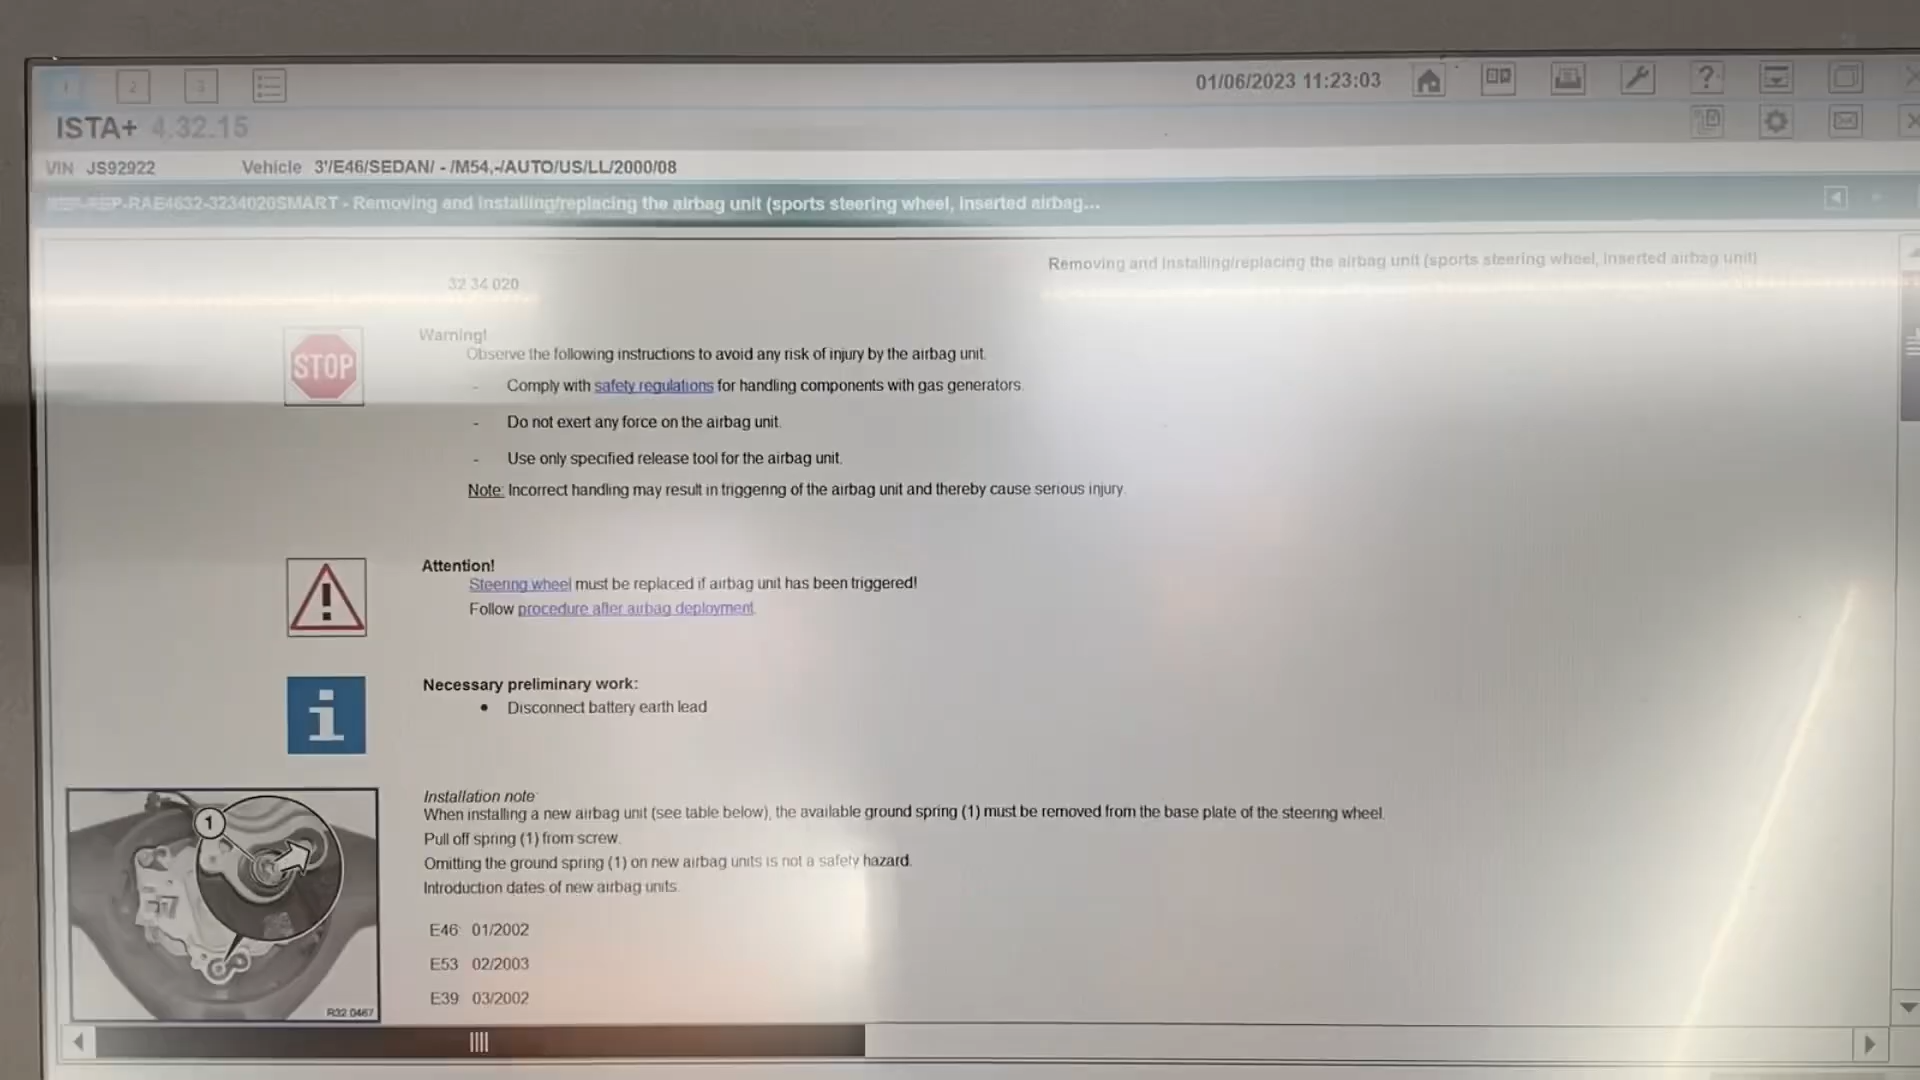 1 2 3 01/06/2023 11:23:03
ISTA+ 4.32.15
VIN JS92922 Vehicle 3'/E46/SEDAN/ - /M54,-/AUTO/US/LL/2000/08
-RAE4632-3234020SMART - Removing and installing/replacing the airbag unit (sports steering wheel, inserted airbag...
Removing and installing/replacing the airbag unit (sports steering wheel, inserted airbag unit)
32 34 020
Warning!
STOP
Observe the following instructions to avoid any risk of injury by the airbag unit.
- Comply with safety regulations for handling components with gas generators.
- Do not exert any force on the airbag unit.
- Use only specified release tool for the airbag unit.
Note: Incorrect handling may result in triggering of the airbag unit and thereby cause serious injury.
Attention!
Steering wheel must be replaced if airbag unit has been triggered!
Follow procedure after airbag deployment.
Necessary preliminary work:
• Disconnect battery earth lead
Installation note:
When installing a new airbag unit (see table below), the available ground spring (1) must be removed from the base plate of the steering wheel.
Pull off spring (1) from screw.
Omitting the ground spring (1) on new airbag units is not a safety hazard.
Introduction dates of new airbag units:
E46: 01/2002
E53 02/2003
E39 03/2002
1
R32 0467